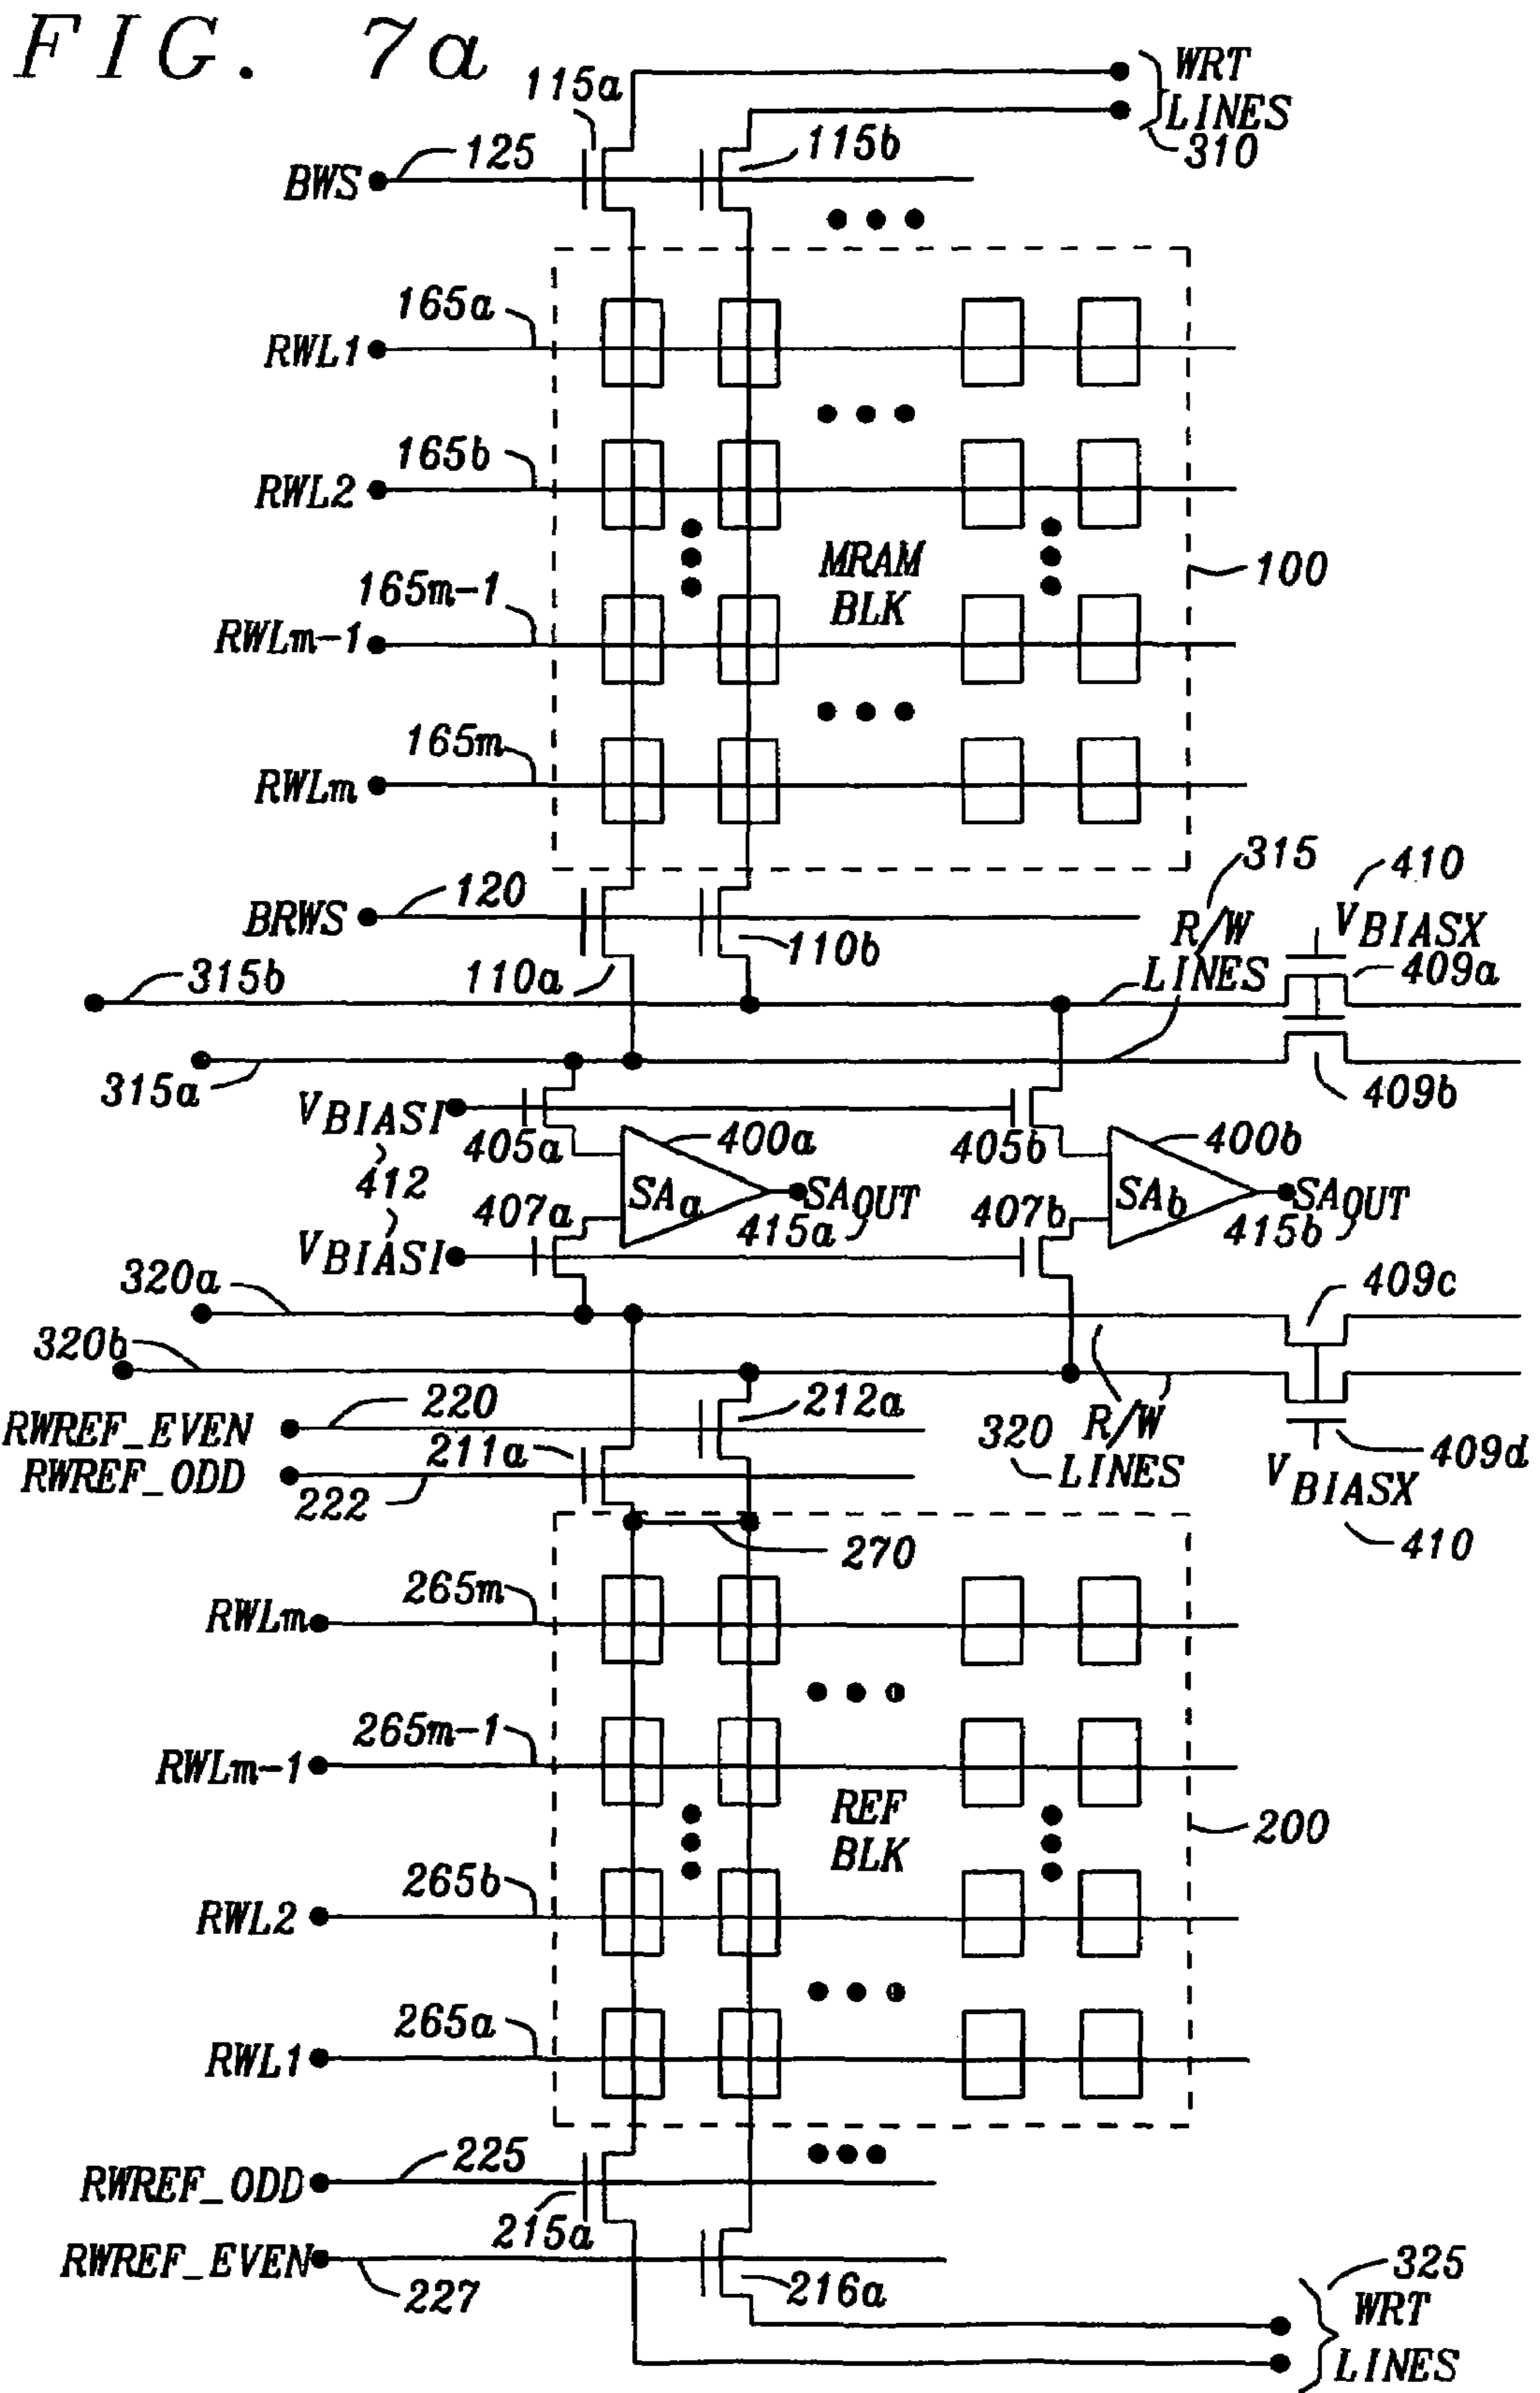 FIG. 7a
115a
WRT
LINES
310
BWS
125
115b
165a
RWL1
165b
RWL2
MRAM
BLK
100
165m-1
RWLm-1
165m
RWLm
315
410
BRWS
120
110b
R/W
LINES
VBIASX
409a
315b
110a
315a
409b
VBIASI
405a
400a
405b
400b
412
SAa
SAOUT
415a
SAb
SAOUT
415b
407a
407b
VBIASI
320a
409c
320b
RWREF_EVEN
220
212a
320
R/W
LINES
409d
RWREF_ODD
211a
222
VBIASX
410
270
265m
RWLm
265m-1
RWLm-1
REF
BLK
200
265b
RWL2
265a
RWL1
225
RWREF_ODD
215a
RWREF_EVEN
227
216a
325
WRT
LINES